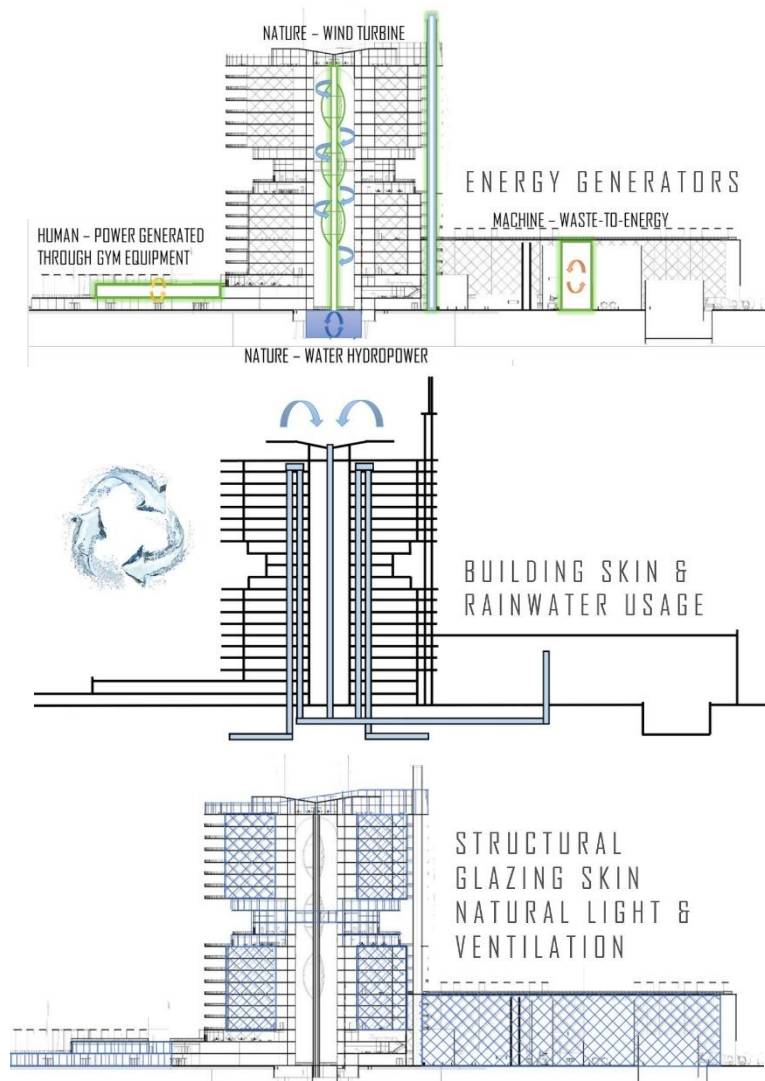 NATURE – WIND TURBINE
ENERGY GENERATORS
MACHINE – WASTE-TO-ENERGY
HUMAN – POWER GENERATED
THROUGH GYM EQUIPMENT
NATURE – WATER HYDROPOWER
BUILDING SKIN &
RAINWATER USAGE
STRUCTURAL
GLAZING SKIN
NATURAL LIGHT &
VENTILATION